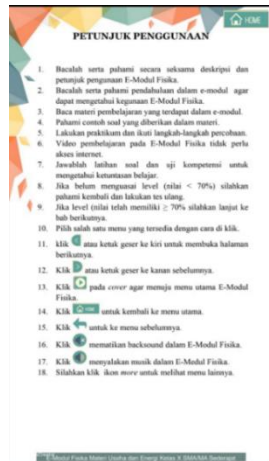 HOME
PETUNJUK PENGGUNAAN
1. Bacalah serta pahami secara seksama deskripsi dan
petunjuk pengunaan E-Modul Fisika.
2. Bacalah serta pahami pendahuluan dalam e-modul agar
dapat mengetahui kegunaan E-Modul Fisika.
3. Baca materi pembelajaran yang terdapat dalam e-modul.
4. Pahami contoh soal yang diberikan dalam materi.
5. Lakukan praktikum dan ikuti langkah-langkah percobaan.
6. Video pembelajaran pada E-Modul Fisika tidak perlu
akses internet.
7. Jawablah latihan soal dan uji kompetensi untuk
mengetahui ketuntasan belajar.
8. Jika belum menguasai level (nilai < 70%) silahkan
pahami kembali dan lakukan tes ulang.
9. Jika level (nilai telah memiliki ≥ 70% silahkan lanjut ke
bab berikutnya.
10. Pilih salah satu menu yang tersedia dengan cara di klik.
11. klik atau ketuk geser ke kiri untuk membuka halaman
berikutnya.
12. Klik atau ketuk geser ke kanan sebelumnya.
13. Klik pada cover agar menuju menu utama E-Modul
Fisika.
14. Klik HOME untuk kembali ke menu utama.
15. Klik untuk ke menu sebelumnya.
16. Klik mematikan backsound dalam E-Modul Fisika.
17. Klik menyalakan musik dalam E-Modul Fisika.
18. Silahkan klik ikon more untuk melihat menu lainnya.
E-Modul Fisika Materi Usaha dan Energi Kelas X SMA/MA Sederajat